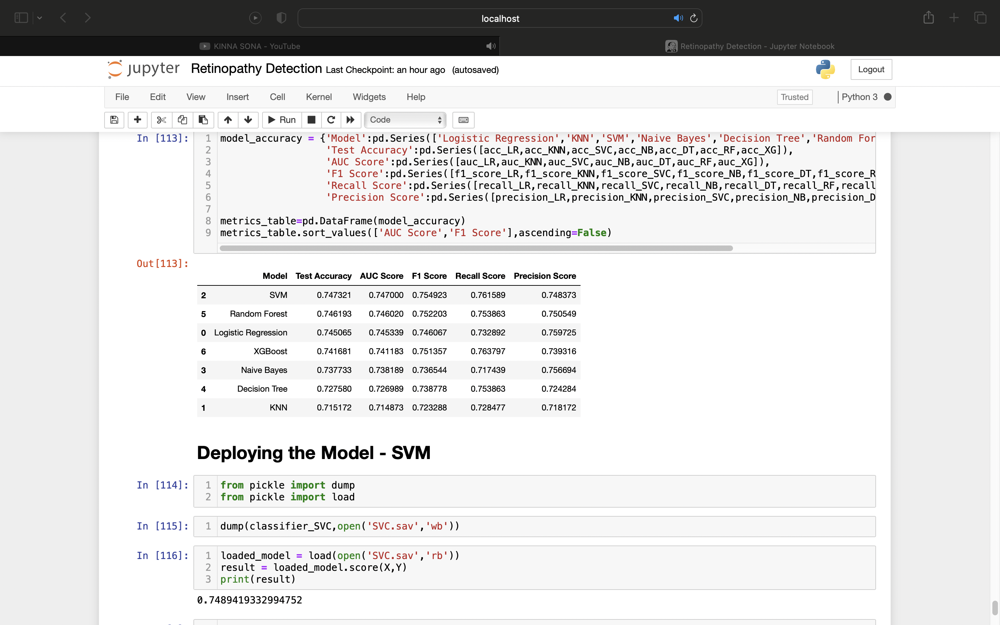 localhost
KINNA SONA - YouTube
Retinopathy Detection - Jupyter Notebook
jupyter Retinopathy Detection Last Checkpoint: an hour ago (autosaved)
Logout
File Edit View Insert Cell Kernel Widgets Help Trusted Python 3
Run Code
In [113]:
1 model_accuracy = {'Model':pd.Series(['Logistic Regression','KNN','SVM','Naive Bayes','Decision Tree','Random For
2 'Test Accuracy':pd.Series([acc_LR,acc_KNN,acc_SVC,acc_NB,acc_DT,acc_RF,acc_XG]),
3 'AUC Score':pd.Series([auc_LR,auc_KNN,auc_SVC,auc_NB,auc_DT,auc_RF,auc_XG]),
4 'F1 Score':pd.Series([f1_score_LR,f1_score_KNN,f1_score_SVC,f1_score_NB,f1_score_DT,f1_score_R
5 'Recall Score':pd.Series([recall_LR,recall_KNN,recall_SVC,recall_NB,recall_DT,recall_RF,recall
6 'Precision Score':pd.Series([precision_LR,precision_KNN,precision_SVC,precision_NB,precision_D
7
8 metrics_table=pd.DataFrame(model_accuracy)
9 metrics_table.sort_values(['AUC Score','F1 Score'],ascending=False)
Out[113]:
Model Test Accuracy AUC Score F1 Score Recall Score Precision Score
2 SVM 0.747321 0.747000 0.754923 0.761589 0.748373
5 Random Forest 0.746193 0.746020 0.752203 0.753863 0.750549
0 Logistic Regression 0.745065 0.745339 0.746067 0.732892 0.759725
6 XGBoost 0.741681 0.741183 0.751357 0.763797 0.739316
3 Naive Bayes 0.737733 0.738189 0.736544 0.717439 0.756694
4 Decision Tree 0.727580 0.726989 0.738778 0.753863 0.724284
1 KNN 0.715172 0.714873 0.723288 0.728477 0.718172
Deploying the Model - SVM
In [114]:
1 from pickle import dump
2 from pickle import load
In [115]:
1 dump(classifier_SVC,open('SVC.sav','wb'))
In [116]:
1 loaded_model = load(open('SVC.sav','rb'))
2 result = loaded_model.score(X,Y)
3 print(result)
0.7489419332994752